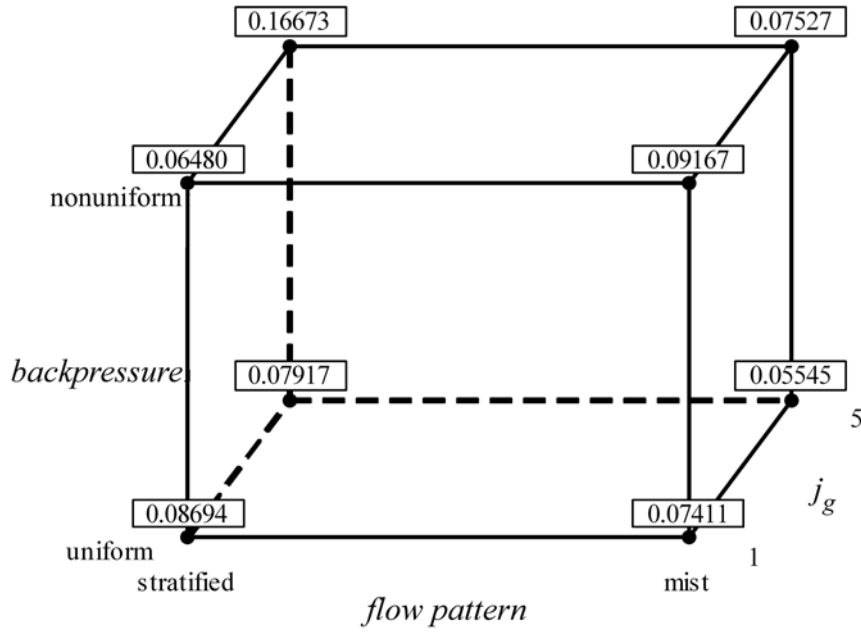 0.16673
0.07527
0.06480
0.09167
nonuniform
backpressure
0.07917
0.05545
5
j_g
0.08694
0.07411
uniform
1
stratified
mist
flow pattern